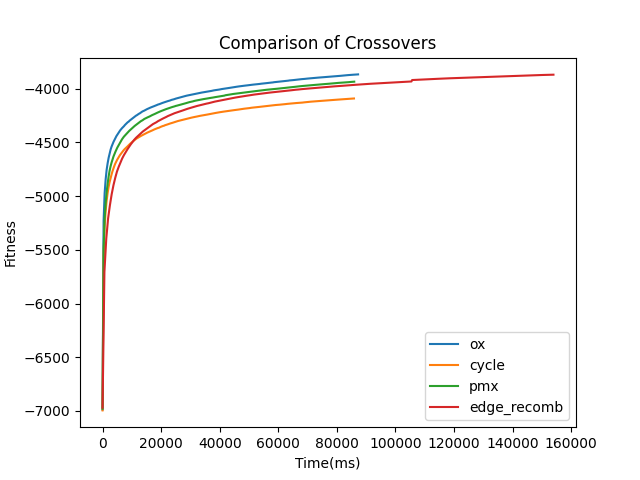 Comparison of Crossovers
Fitness
−4000
−4500
−5000
−5500
−6000
−6500
−7000
ox
cycle
pmx
edge_recomb
0 20000 40000 60000 80000 100000 120000 140000 160000
Time(ms)